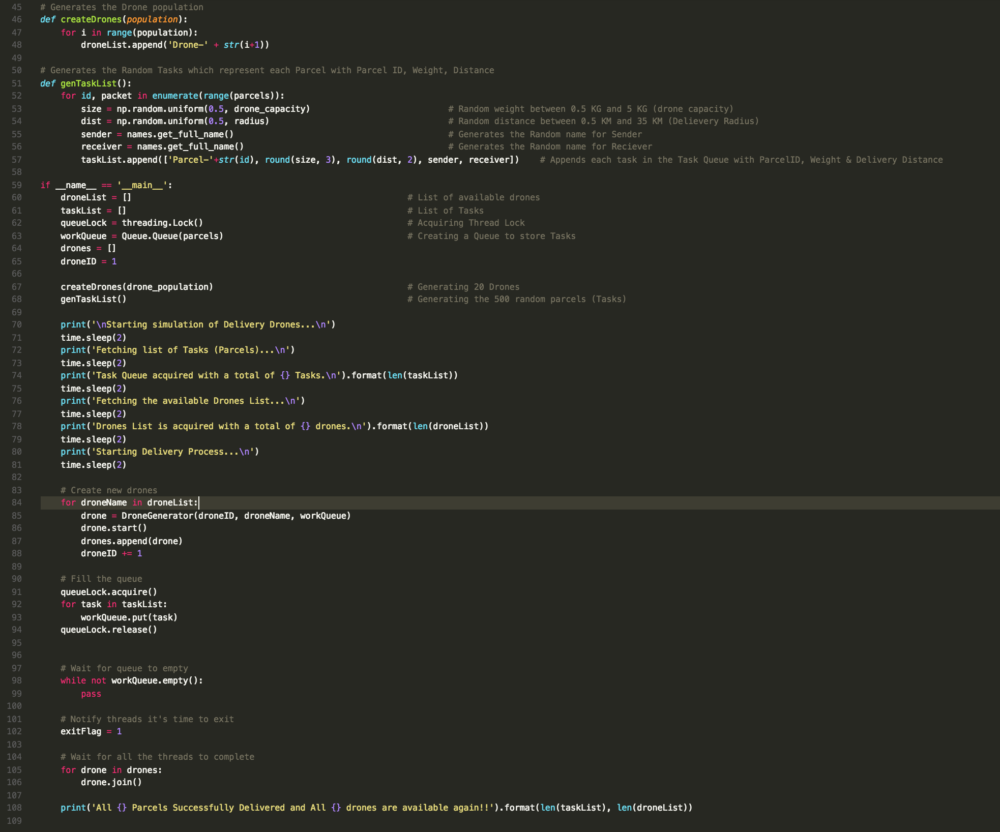 45 # Generates the Drone population
46 def createDrones(population):
47     for i in range(population):
48         droneList.append('Drone-' + str(i+1))
49
50 # Generates the Random Tasks which represent each Parcel with Parcel ID, Weight, Distance
51 def genTaskList():
52     for id, packet in enumerate(range(parcels)):
53         size = np.random.uniform(0.5, drone_capacity) # Random weight between 0.5 KG and 5 KG (drone capacity)
54         dist = np.random.uniform(0.5, radius) # Random distance between 0.5 KM and 35 KM (Delievery Radius)
55         sender = names.get_full_name() # Generates the Random name for Sender
56         receiver = names.get_full_name() # Generates the Random name for Reciever
57         taskList.append(['Parcel-'+str(id), round(size, 3), round(dist, 2), sender, receiver]) # Appends each task in the Task Queue with ParcelID, Weight & Delivery Distance
58
59 if __name__ == '__main__':
60     droneList = [] # List of available drones
61     taskList = [] # List of Tasks
62     queueLock = threading.Lock() # Acquiring Thread Lock
63     workQueue = Queue.Queue(parcels) # Creating a Queue to store Tasks
64     drones = []
65     droneID = 1
66
67     createDrones(drone_population) # Generating 20 Drones
68     genTaskList() # Generating the 500 random parcels (Tasks)
69
70     print('\nStarting simulation of Delivery Drones...\n')
71     time.sleep(2)
72     print('Fetching list of Tasks (Parcels)...\n')
73     time.sleep(2)
74     print('Task Queue acquired with a total of {} Tasks.\n').format(len(taskList))
75     time.sleep(2)
76     print('Fetching the available Drones List...\n')
77     time.sleep(2)
78     print('Drones List is acquired with a total of {} drones.\n').format(len(droneList))
79     time.sleep(2)
80     print('Starting Delivery Process...\n')
81     time.sleep(2)
82
83     # Create new drones
84     for droneName in droneList:
85         drone = DroneGenerator(droneID, droneName, workQueue)
86         drone.start()
87         drones.append(drone)
88         droneID += 1
89
90     # Fill the queue
91     queueLock.acquire()
92     for task in taskList:
93         workQueue.put(task)
94     queueLock.release()
95
96
97     # Wait for queue to empty
98     while not workQueue.empty():
99         pass
100
101     # Notify threads it's time to exit
102     exitFlag = 1
103
104     # Wait for all the threads to complete
105     for drone in drones:
106         drone.join()
107
108     print('All {} Parcels Successfully Delivered and All {} drones are available again!!').format(len(taskList), len(droneList))
109